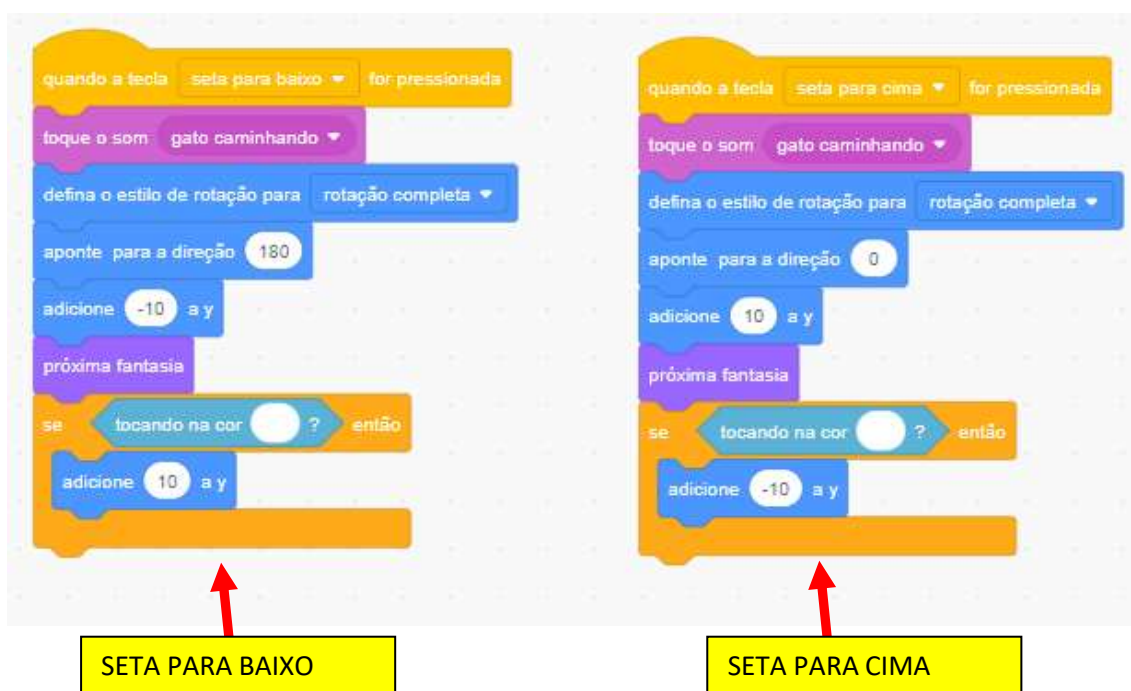 quando a tecla seta para baixo for pressionada
toque o som gato caminhando
defina o estilo de rotação para rotação completa
aponte para a direção 180
adicione -10 a y
próxima fantasia
se tocando na cor ? então
adicione 10 a y
SETA PARA BAIXO
quando a tecla seta para cima for pressionada
toque o som gato caminhando
defina o estilo de rotação para rotação completa
aponte para a direção 0
adicione 10 a y
próxima fantasia
se tocando na cor ? então
adicione -10 a y
SETA PARA CIMA